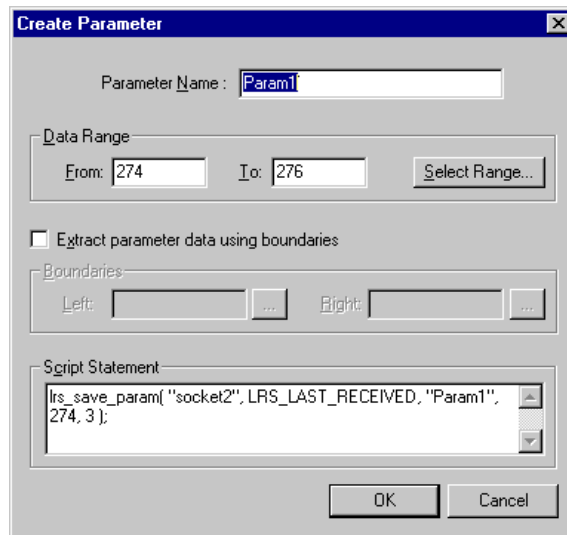 Create Parameter
Parameter Name : Param1
Data Range
From: 274 To: 276 Select Range...
Extract parameter data using boundaries
Boundaries
Left: ... Right: ...
Script Statement
lrs_save_param( "socket2", LRS_LAST_RECEIVED, "Param1",
274, 3 );
OK Cancel